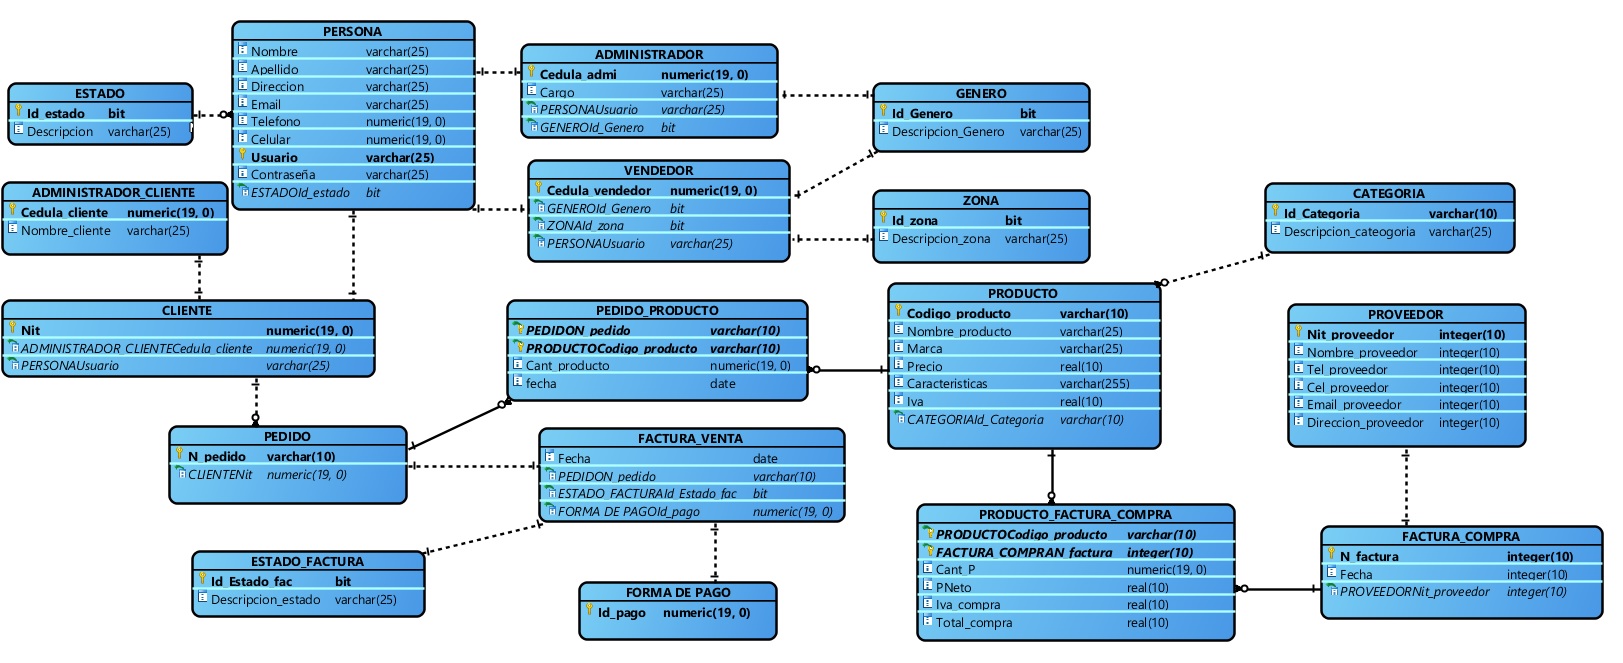 ESTADO
Id_estado bit
Descripcion varchar(25)
PERSONA
Nombre varchar(25)
Apellido varchar(25)
Direccion varchar(25)
Email varchar(25)
Telefono numeric(19, 0)
Celular numeric(19, 0)
Usuario varchar(25)
Contraseña varchar(25)
ESTADOId_estado bit
ADMINISTRADOR
Cedula_admi numeric(19, 0)
Cargo varchar(25)
PERSONAUsuario varchar(25)
GENEROId_Genero bit
GENERO
Id_Genero bit
Descripcion_Genero varchar(25)
ADMINISTRADOR_CLIENTE
Cedula_cliente numeric(19, 0)
Nombre_cliente varchar(25)
VENDEDOR
Cedula_vendedor numeric(19, 0)
GENEROId_Genero bit
ZONAId_zona bit
PERSONAUsuario varchar(25)
ZONA
Id_zona bit
Descripcion_zona varchar(25)
CATEGORIA
Id_Categoria varchar(10)
Descripcion_cateogoria varchar(25)
CLIENTE
Nit numeric(19, 0)
ADMINISTRADOR_CLIENTECedula_cliente numeric(19, 0)
PERSONAUsuario varchar(25)
PEDIDO_PRODUCTO
PEDIDON_pedido varchar(10)
PRODUCTOCodigo_producto varchar(10)
Cant_producto numeric(19, 0)
fecha date
PRODUCTO
Codigo_producto varchar(10)
Nombre_producto varchar(25)
Marca varchar(25)
Precio real(10)
Caracteristicas varchar(255)
Iva real(10)
CATEGORIAId_Categoria varchar(10)
PROVEEDOR
Nit_proveedor integer(10)
Nombre_proveedor integer(10)
Tel_proveedor integer(10)
Cel_proveedor integer(10)
Email_proveedor integer(10)
Direccion_proveedor integer(10)
PEDIDO
N_pedido varchar(10)
CLIENTENit numeric(19, 0)
FACTURA_VENTA
Fecha date
PEDIDON_pedido varchar(10)
ESTADO_FACTURAId_Estado_fac bit
FORMA DE PAGOId_pago numeric(19, 0)
ESTADO_FACTURA
Id_Estado_fac bit
Descripcion_estado varchar(25)
FORMA DE PAGO
Id_pago numeric(19, 0)
PRODUCTO_FACTURA_COMPRA
PRODUCTOCodigo_producto varchar(10)
FACTURA_COMPRAN_factura integer(10)
Cant_P numeric(19, 0)
PNeto real(10)
Iva_compra real(10)
Total_compra real(10)
FACTURA_COMPRA
N_factura integer(10)
Fecha integer(10)
PROVEEDORNit_proveedor integer(10)